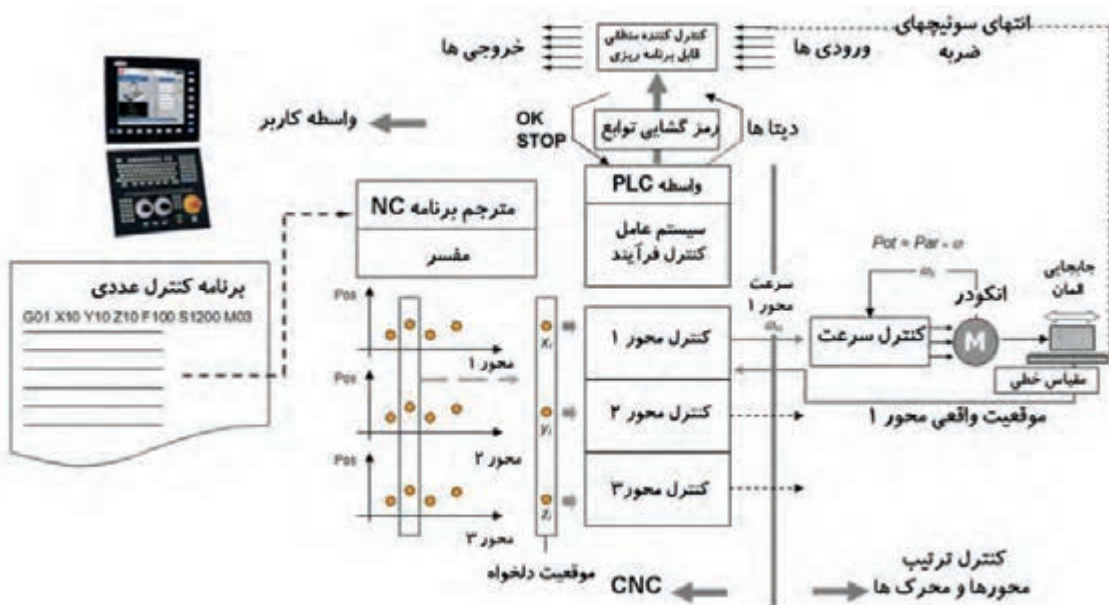 انتهای سوئیچهای
ضربه
ورودی ها
کنترل کننده منطقی
قابل برنامه ریزی
خروجی ها
واسطه کاربر
OK
STOP
رمز گشایی توابع
دیتا ها
واسطه PLC
سیستم عامل
کنترل فرآیند
مترجم برنامه NC
مفسر
برنامه کنترل عددی
G01 X10 Y10 Z10 F100 S1200 M03
Pos
محور ۱
Pos
محور ۲
Pos
محور ۳
موقعیت دلخواه
کنترل محور ۱
کنترل محور ۲
کنترل محور۳
سرعت
محور ۱
کنترل سرعت
M
انکودر
جابجایی
المان
مقیاس خطی
موقعیت واقعی محور ۱
CNC
کنترل ترتیب
محورها و محرک ها